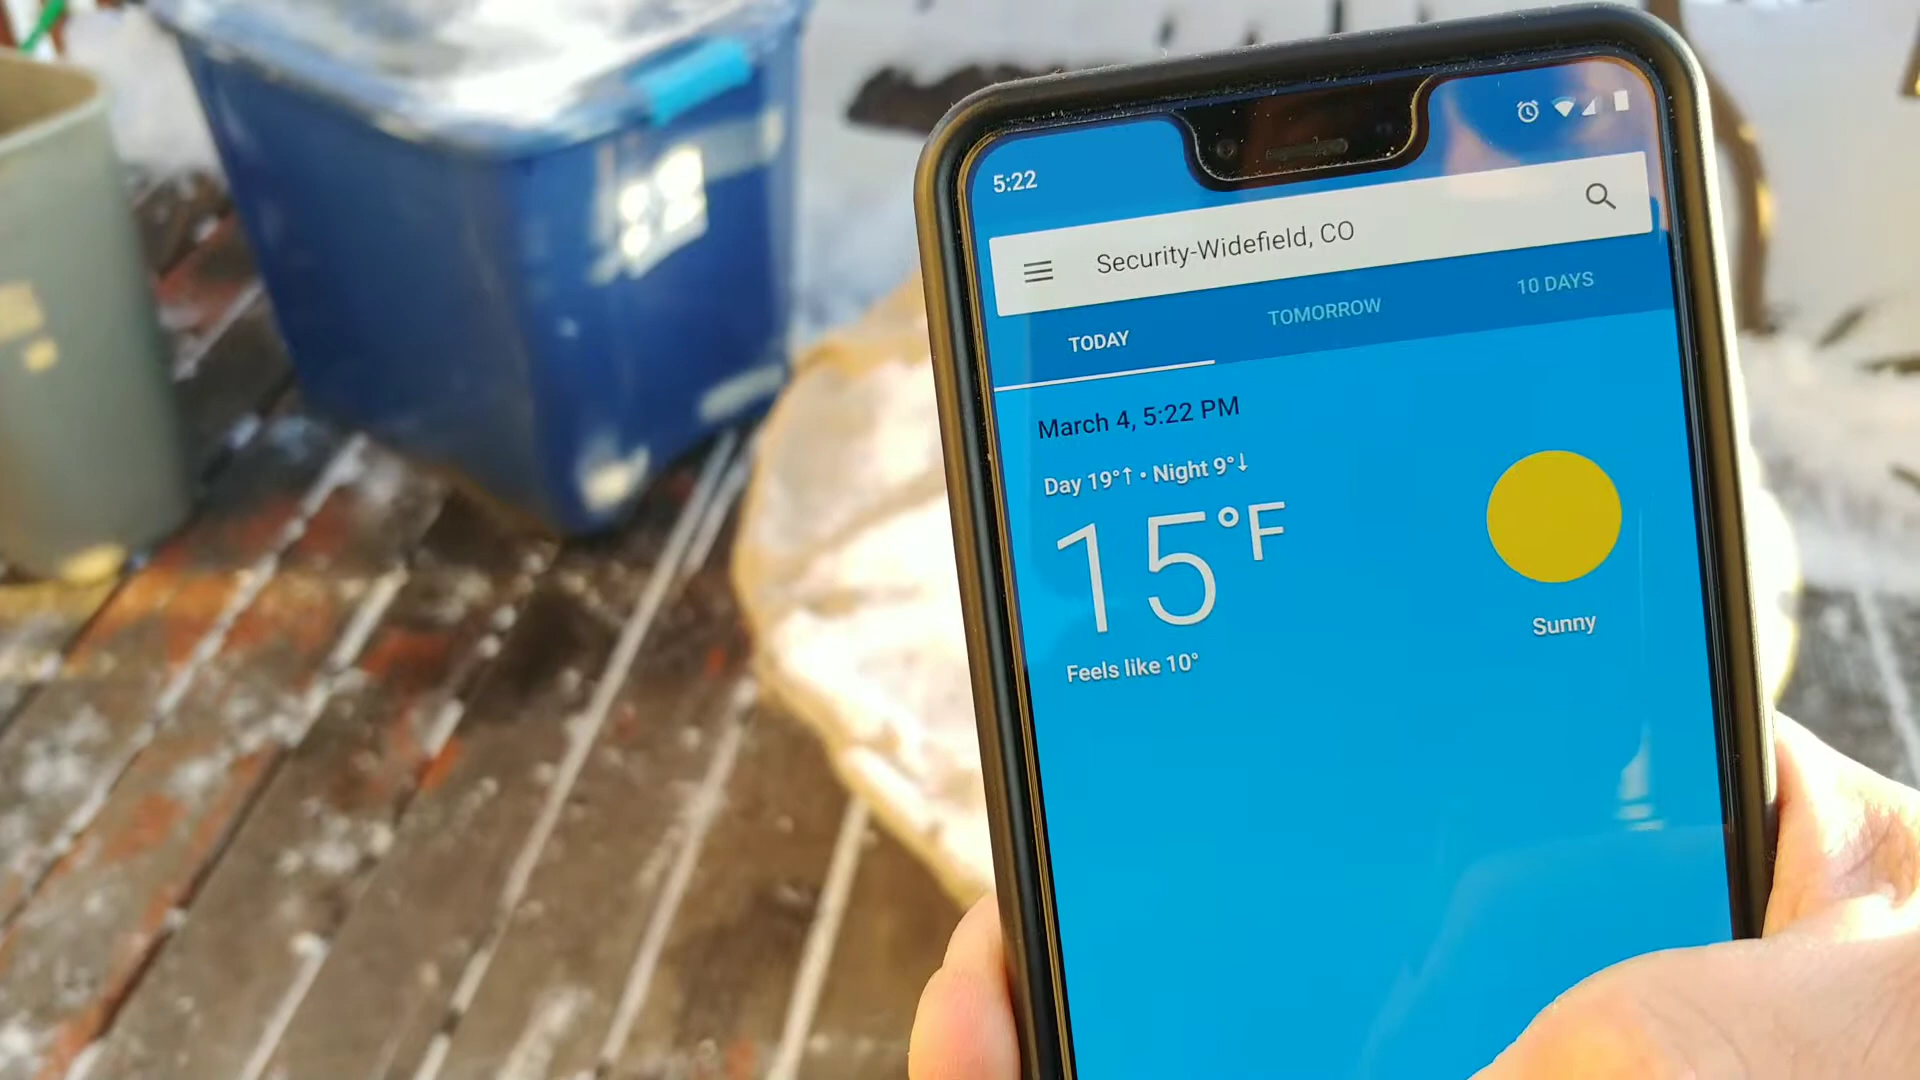 5:22
Security-Widefield, CO
TODAY TOMORROW 10 DAYS
March 4, 5:22 PM
Day 19°↑ • Night 9°↓
15°F
Sunny
Feels like 10°